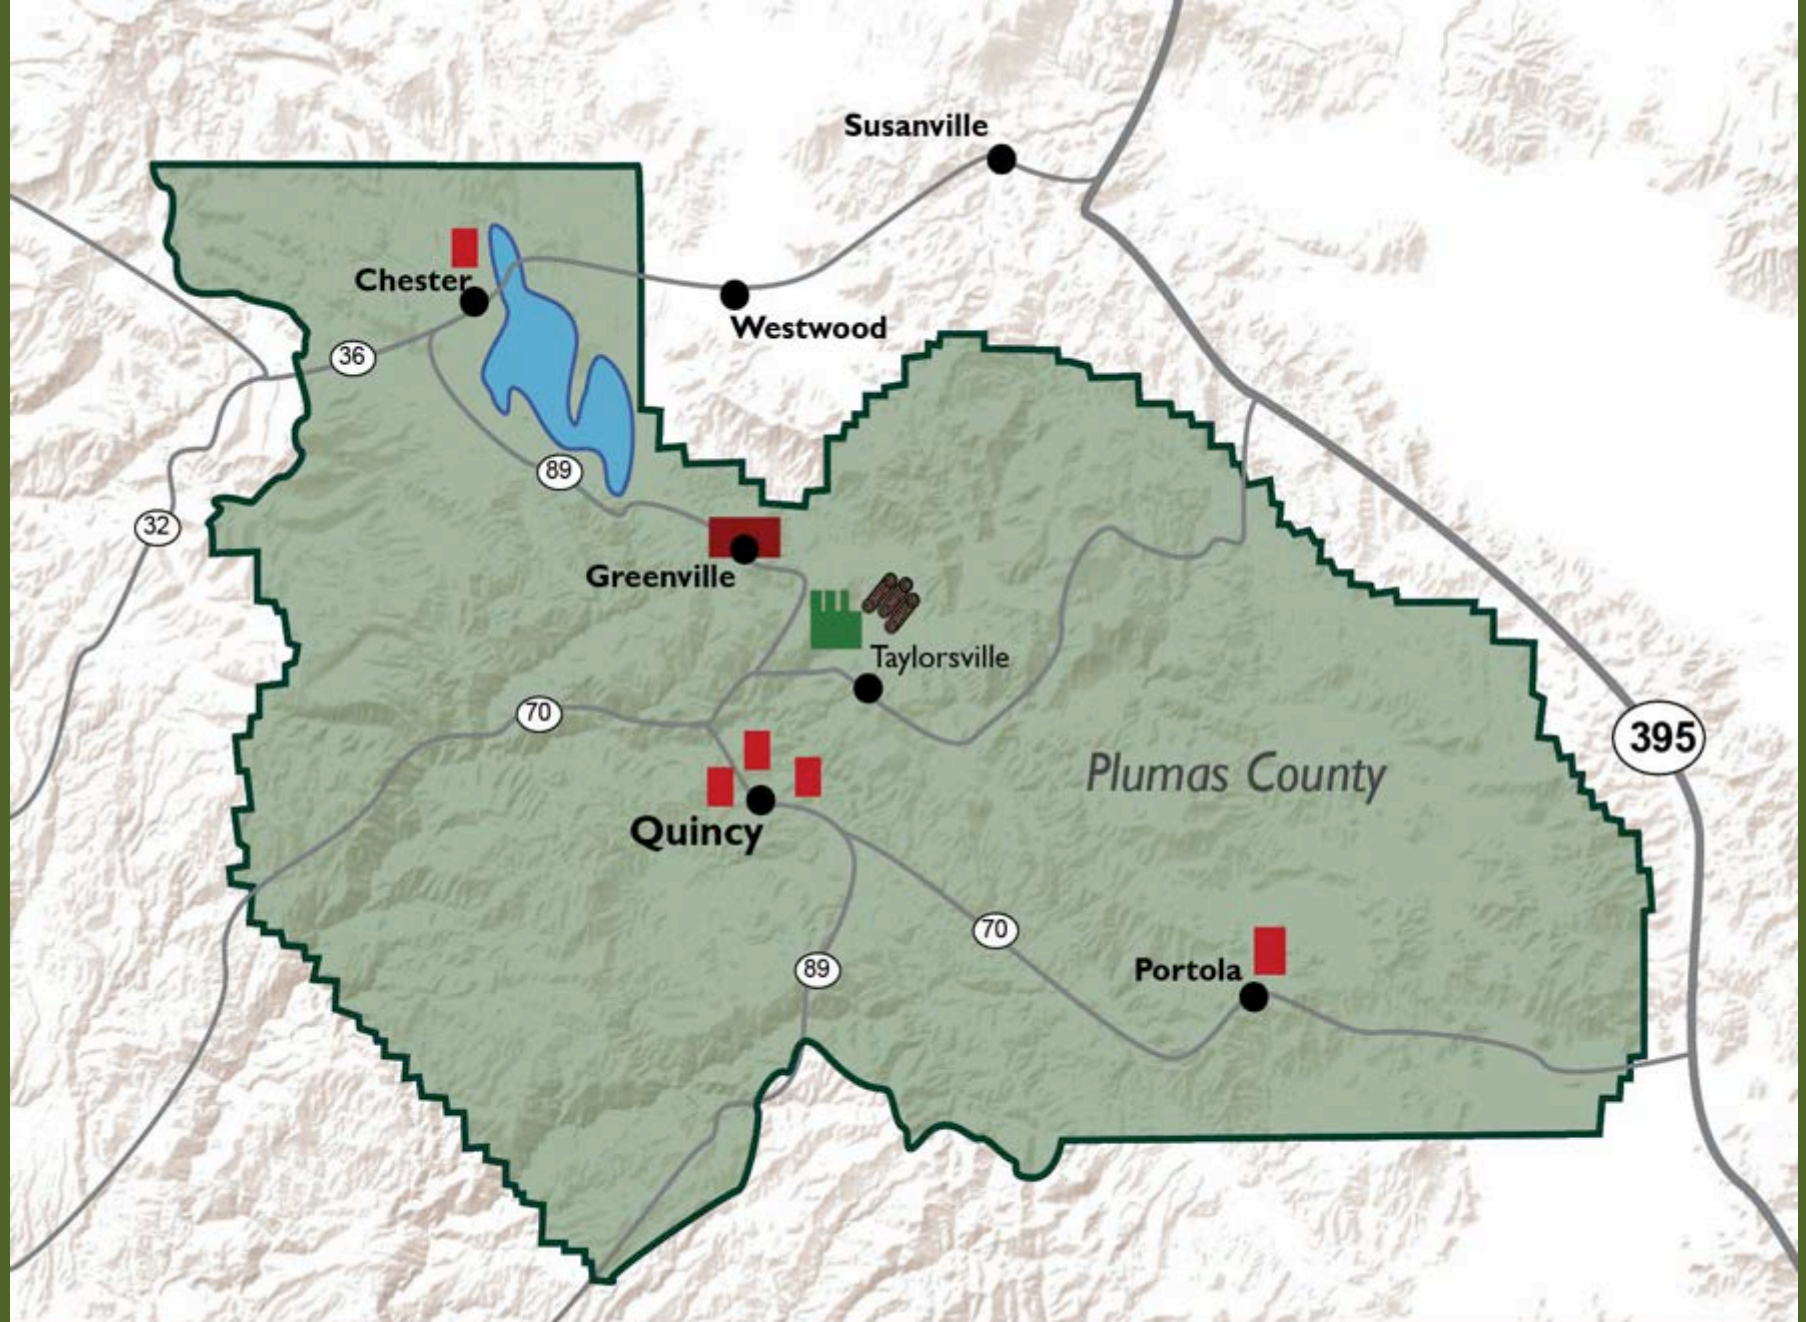 Susanville
Chester
Westwood
36
89
32
Greenville
Taylorsville
70
395
Plumas County
Quincy
70
Portola
89